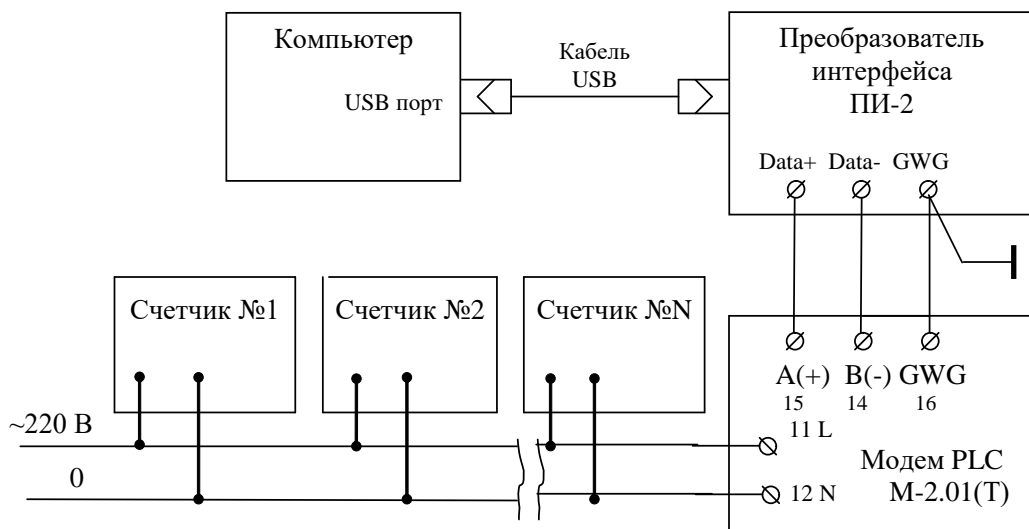 Компьютер
USB порт
Кабель
USB
Преобразователь
интерфейса
ПИ-2
Data+ Data- GWG
Счетчик №1
Счетчик №2
Счетчик №N
A(+) B(-) GWG
15 14 16
~220 В
11 L
0
12 N
Модем PLC
М-2.01(Т)